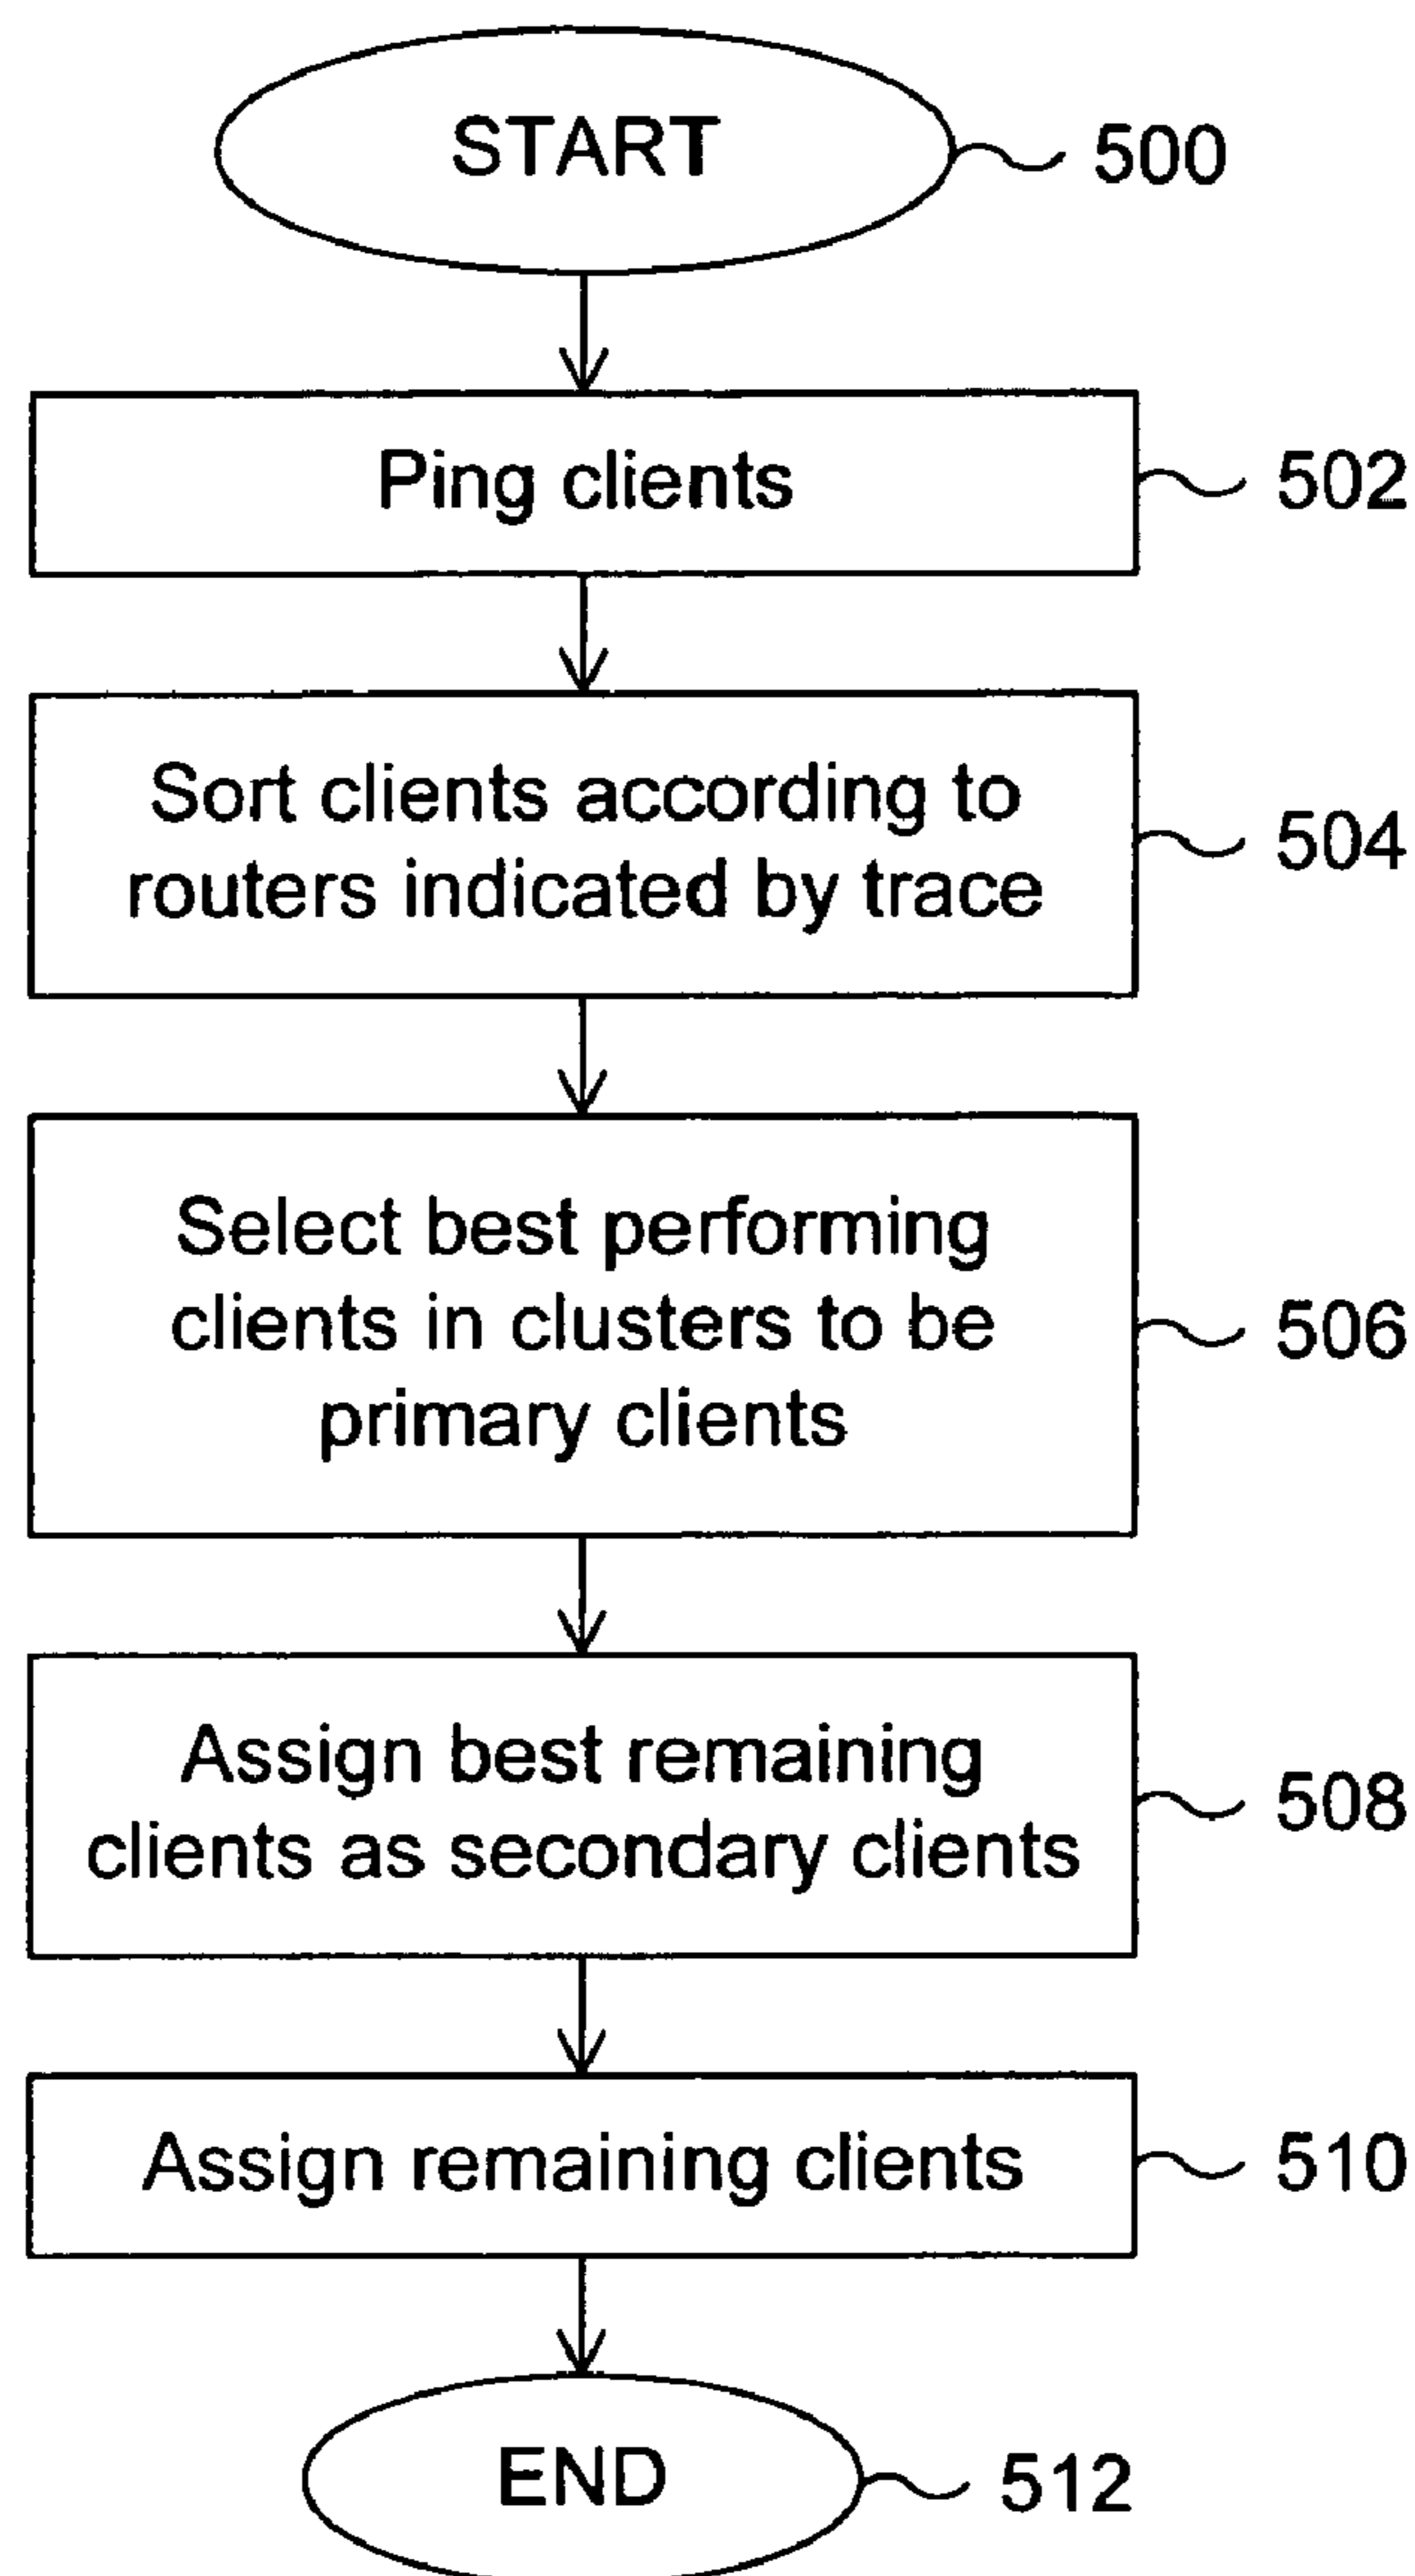 START
500
Ping clients
502
Sort clients according to
routers indicated by trace
504
Select best performing
clients in clusters to be
primary clients
506
Assign best remaining
clients as secondary clients
508
Assign remaining clients
510
END
512